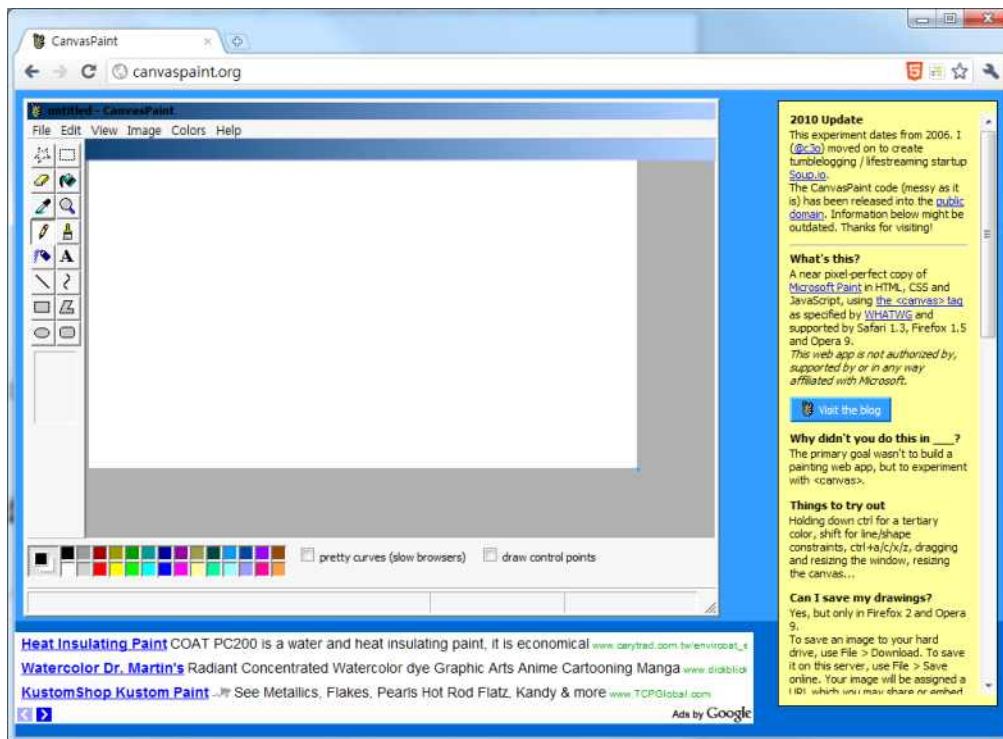 CanvasPaint
canvaspaint.org
untitled - CanvasPaint
File Edit View Image Colors Help
A
pretty curves (slow browsers)
draw control points
2010 Update
This experiment dates from 2006. I
(@c3o) moved on to create
tumblelogging / lifestreaming startup
Soup.io.
The CanvasPaint code (messy as it
is) has been released into the public
domain. Information below might be
outdated. Thanks for visiting!
What's this?
A near pixel-perfect copy of
Microsoft Paint in HTML, CSS and
JavaScript, using the <canvas> tag
as specified by WHATWG and
supported by Safari 1.3, Firefox 1.5
and Opera 9.
This web app is not authorized by,
supported by or in any way
affiliated with Microsoft.
Visit the blog
Why didn't you do this in ___?
The primary goal wasn't to build a
painting web app, but to experiment
with <canvas>.
Things to try out
Holding down ctrl for a tertiary
color, shift for line/shape
constraints, ctrl+a/c/x/z, dragging
and resizing the window, resizing
the canvas...
Can I save my drawings?
Yes, but only in Firefox 2 and Opera
9.
To save an image to your hard
drive, use File > Download. To save
it on this server, use File > Save
online. Your image will be assigned a
URL which you may share or embed
Heat Insulating Paint COAT PC200 is a water and heat insulating paint, it is economical
Watercolor Dr. Martin's Radiant Concentrated Watercolor dye Graphic Arts Anime Cartooning Manga
KustomShop Kustom Paint See Metallics, Flakes, Pearls Hot Rod Flatz, Kandy & more www.TCPGlobal.com
Ads by Google